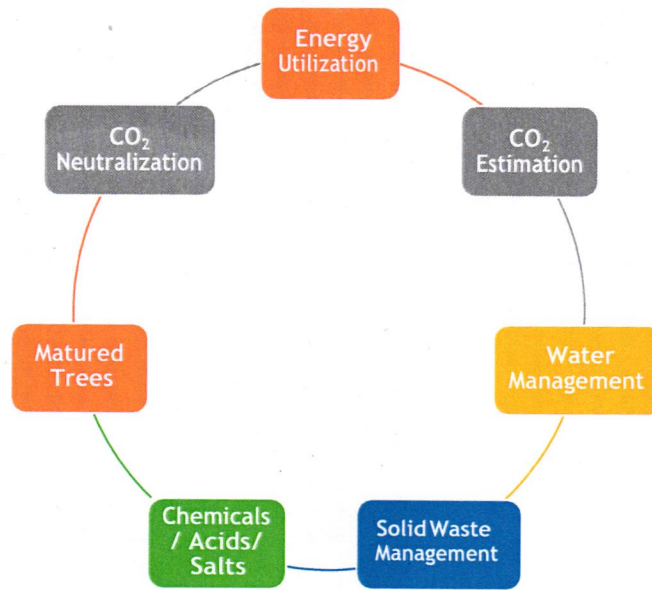 Energy
Utilization
CO₂
Estimation
Water
Management
Solid Waste
Management
Chemicals
/ Acids/
Salts
Matured
Trees
CO₂
Neutralization